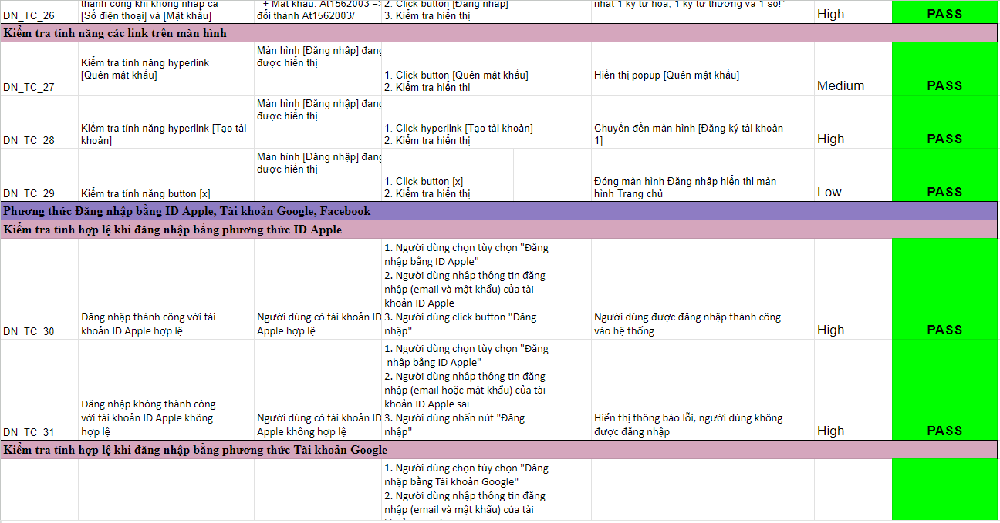 thành công khi không nhập cả
[Số điện thoại] và [Mật khẩu]
+ Mật khẩu: At1562003 =>
đổi thành At1562003/
2. Click button [Đăng nhập]
3. Kiểm tra hiển thị
nhất 1 ký tự hoa, 1 ký tự thường và 1 số!"
DN_TC_26
High
PASS
Kiểm tra tính năng các link trên màn hình
DN_TC_27
Kiểm tra tính năng hyperlink
[Quên mật khẩu]
Màn hình [Đăng nhập] đang
được hiển thị
1. Click button [Quên mật khẩu]
2. Kiểm tra hiển thị
Hiển thị popup [Quên mật khẩu]
Medium
PASS
DN_TC_28
Kiểm tra tính năng hyperlink [Tạo tài
khoản]
Màn hình [Đăng nhập] đang
được hiển thị
1. Click hyperlink [Tạo tài khoản]
2. Kiểm tra hiển thị
Chuyển đến màn hình [Đăng ký tài khoản
1]
High
PASS
DN_TC_29
Kiểm tra tính năng button [x]
Màn hình [Đăng nhập] đang
được hiển thị
1. Click button [x]
2. Kiểm tra hiển thị
Đóng màn hình Đăng nhập hiển thị màn
hình Trang chủ
Low
PASS
Phương thức Đăng nhập bằng ID Apple, Tài khoản Google, Facebook
Kiểm tra tính hợp lệ khi đăng nhập bằng phương thức ID Apple
DN_TC_30
Đăng nhập thành công với tài
khoản ID Apple hợp lệ
Người dùng có tài khoản ID
Apple hợp lệ
1. Người dùng chọn tùy chọn "Đăng
nhập bằng ID Apple"
2. Người dùng nhập thông tin đăng
nhập (email và mật khẩu) của tài
khoản ID Apple
3. Người dùng click button "Đăng
nhập"
Người dùng được đăng nhập thành công
vào hệ thống
High
PASS
DN_TC_31
Đăng nhập không thành công
với tài khoản ID Apple không
hợp lệ
Người dùng có tài khoản ID
Apple không hợp lệ
1. Người dùng chọn tùy chọn "Đăng
nhập bằng ID Apple"
2. Người dùng nhập thông tin đăng
nhập (email hoặc mật khẩu) của tài
khoản ID Apple sai
3. Người dùng nhấn nút "Đăng
nhập"
Hiển thị thông báo lỗi, người dùng không
được đăng nhập
High
PASS
Kiểm tra tính hợp lệ khi đăng nhập bằng phương thức Tài khoản Google
1. Người dùng chọn tùy chọn "Đăng
nhập bằng Tài khoản Google"
2. Người dùng nhập thông tin đăng
nhập (email và mật khẩu) của tài